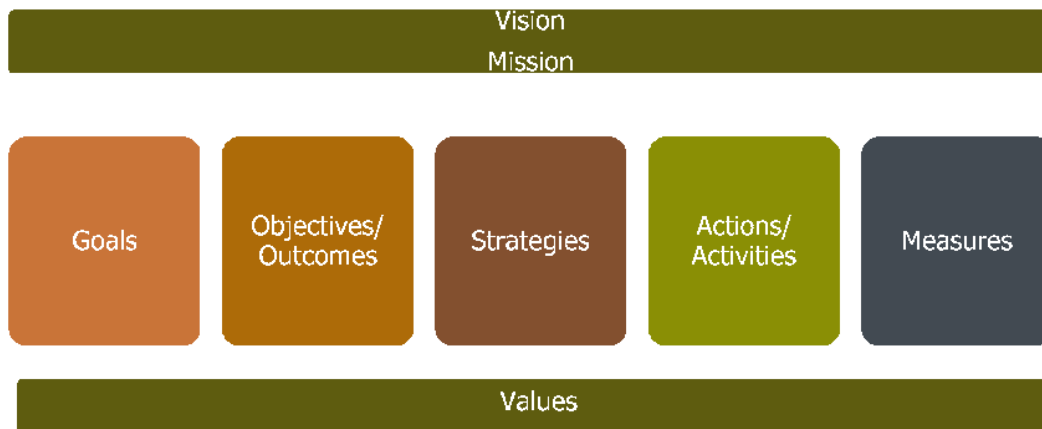 Vision
Mission
Goals
Objectives/
Outcomes
Strategies
Actions/
Activities
Measures
Values